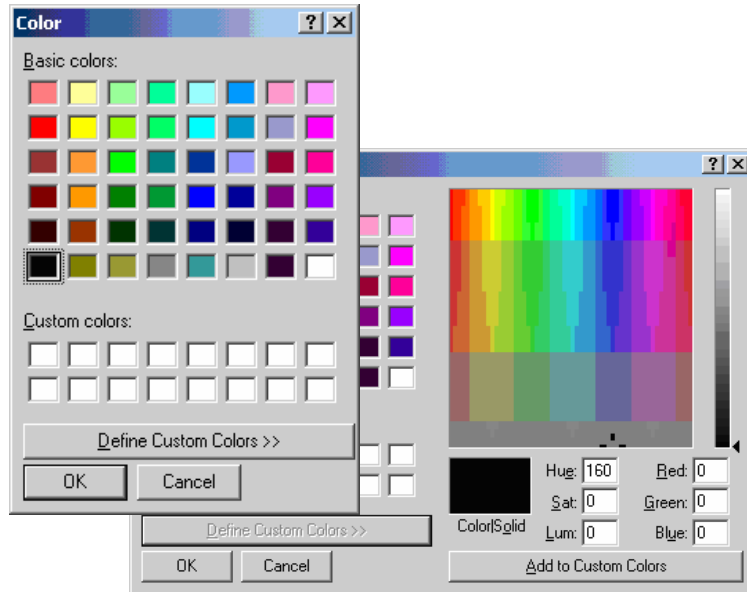 Color
Basic colors:
Custom colors:
Define Custom Colors >>
OK Cancel
Hue: 160 Red: 0
Sat: 0 Green: 0
Color|Solid Lum: 0 Blue: 0
Define Custom Colors >>
OK Cancel Add to Custom Colors